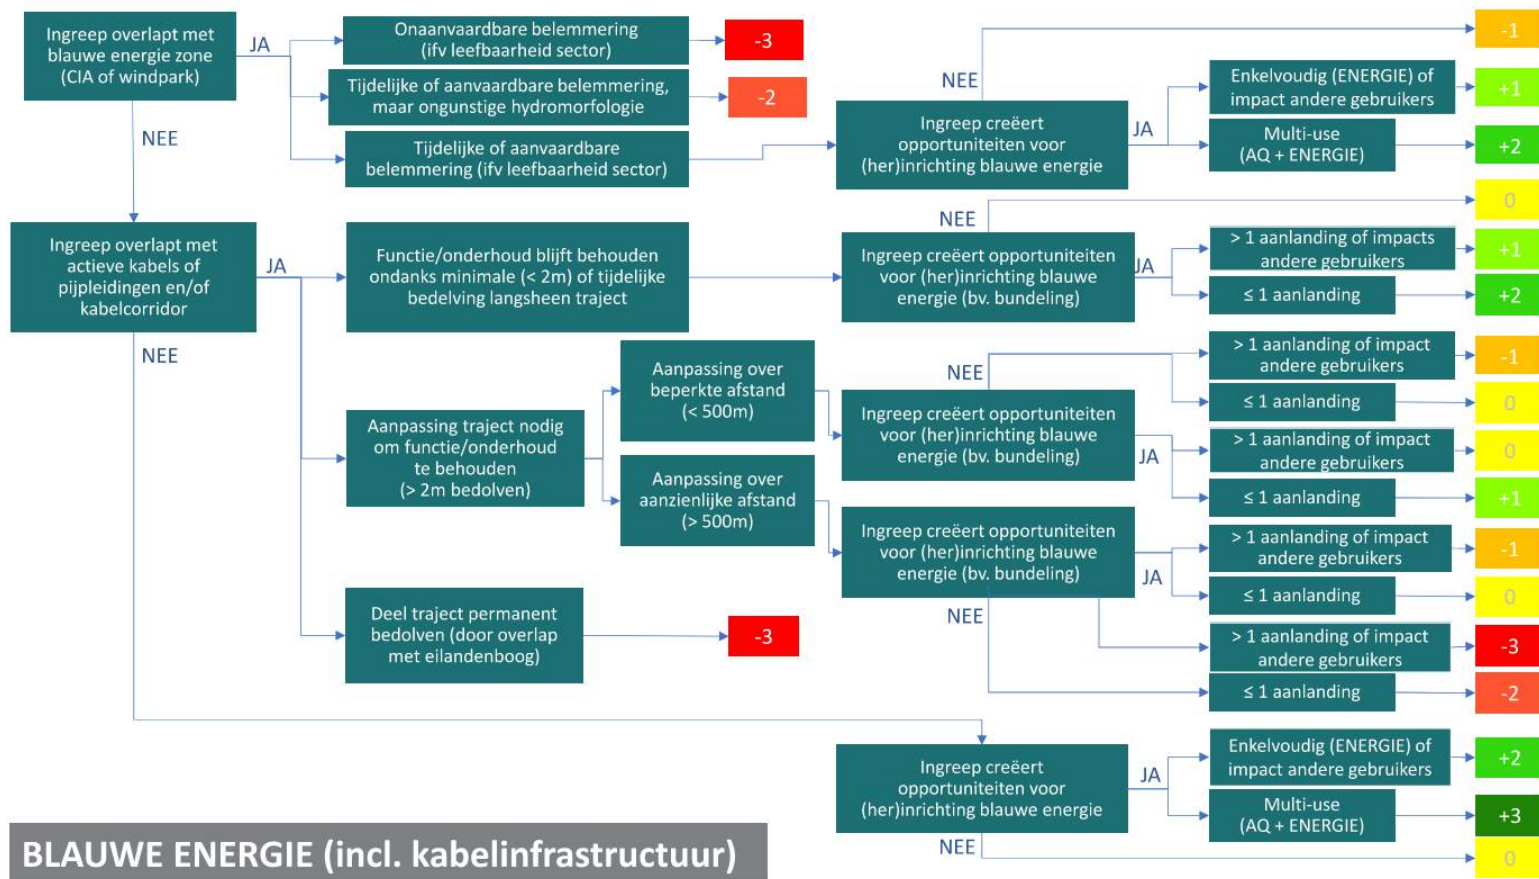 Ingreep overlapt met
blauwe energie zone
(CIA of windpark)
JA
NEE
Onaanvaardbare belemmering
(ifv leefbaarheid sector)
-3
Tijdelijke of aanvaardbare belemmering,
maar ongunstige hydromorfologie
-2
Tijdelijke of aanvaardbare
belemmering (ifv leefbaarheid sector)
Ingreep creëert
opportuniteiten voor
(her)inrichting blauwe energie
NEE
-1
JA
Enkelvoudig (ENERGIE) of
impact andere gebruikers
+1
Multi-use
(AQ + ENERGIE)
+2
Ingreep overlapt met
actieve kabels of
pijpleidingen en/of
kabelcorridor
JA
NEE
Functie/onderhoud blijft behouden
ondanks minimale (< 2m) of tijdelijke
bedelving langsheen traject
Ingreep creëert opportuniteiten
voor (her)inrichting blauwe
energie (bv. bundeling)
NEE
0
JA
> 1 aanlanding of impacts
andere gebruikers
+1
≤ 1 aanlanding
+2
Aanpassing traject nodig
om functie/onderhoud
te behouden
(> 2m bedolven)
Aanpassing over
beperkte afstand
(< 500m)
Ingreep creëert opportuniteiten
voor (her)inrichting blauwe
energie (bv. bundeling)
NEE
> 1 aanlanding of impact
andere gebruikers
-1
≤ 1 aanlanding
0
JA
> 1 aanlanding of impact
andere gebruikers
0
≤ 1 aanlanding
+1
Aanpassing over
aanzienlijke afstand
(> 500m)
Ingreep creëert opportuniteiten
voor (her)inrichting blauwe
energie (bv. bundeling)
JA
> 1 aanlanding of impact
andere gebruikers
-1
≤ 1 aanlanding
0
NEE
> 1 aanlanding of impact
andere gebruikers
-3
≤ 1 aanlanding
-2
Deel traject permanent
bedolven (door overlap
met eilandenboog)
-3
Ingreep creëert
opportuniteiten voor
(her)inrichting blauwe energie
JA
Enkelvoudig (ENERGIE) of
impact andere gebruikers
+2
Multi-use
(AQ + ENERGIE)
+3
NEE
0
BLAUWE ENERGIE (incl. kabelinfrastructuur)